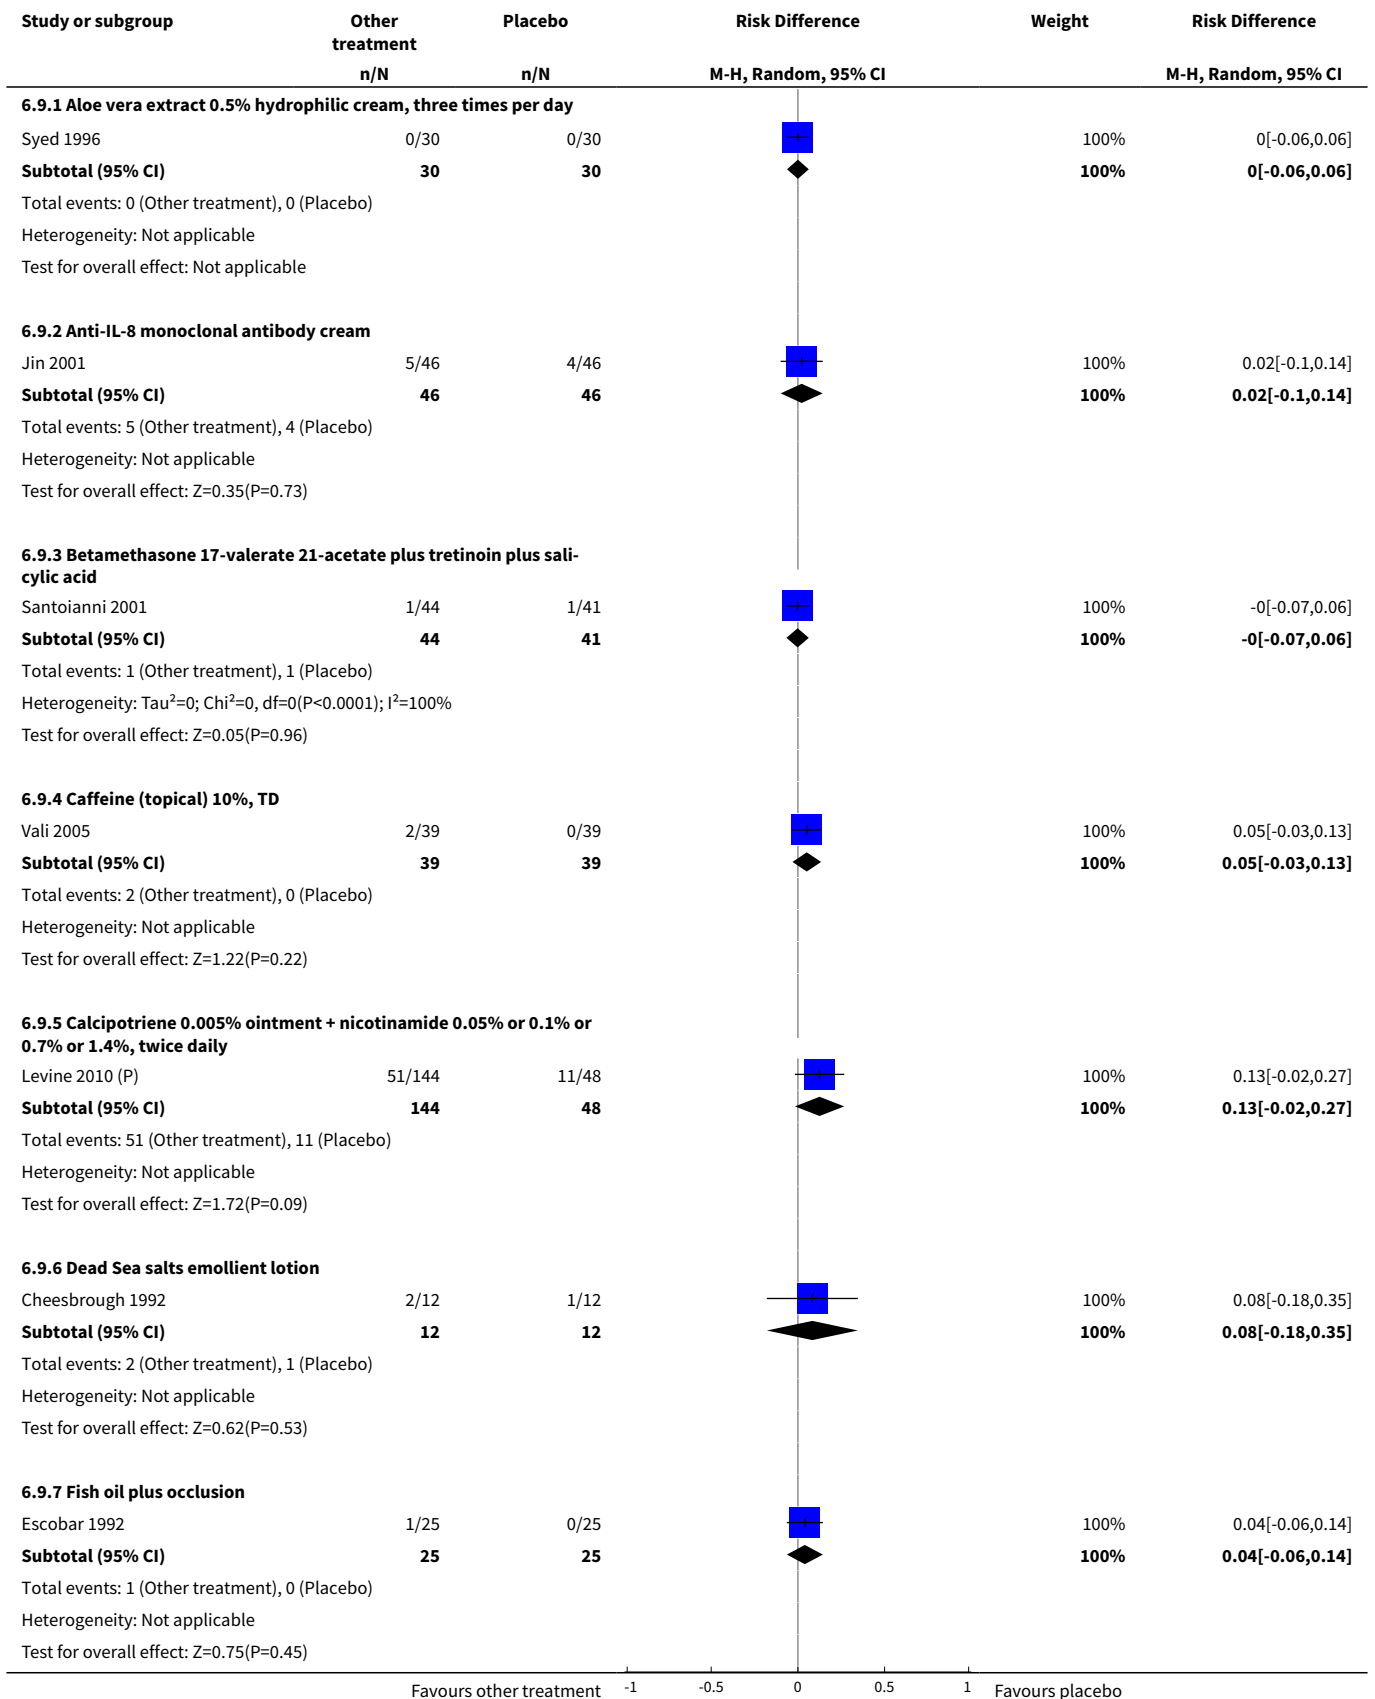 Study or subgroup Other treatment Placebo Risk Difference Weight Risk Difference
n/N n/N M-H, Random, 95% CI M-H, Random, 95% CI
6.9.1 Aloe vera extract 0.5% hydrophilic cream, three times per day
Syed 1996 0/30 0/30 100% 0[-0.06,0.06]
Subtotal (95% CI) 30 30 100% 0[-0.06,0.06]
Total events: 0 (Other treatment), 0 (Placebo)
Heterogeneity: Not applicable
Test for overall effect: Not applicable
6.9.2 Anti-IL-8 monoclonal antibody cream
Jin 2001 5/46 4/46 100% 0.02[-0.1,0.14]
Subtotal (95% CI) 46 46 100% 0.02[-0.1,0.14]
Total events: 5 (Other treatment), 4 (Placebo)
Heterogeneity: Not applicable
Test for overall effect: Z=0.35(P=0.73)
6.9.3 Betamethasone 17-valerate 21-acetate plus tretinoin plus sali-
cylic acid
Santoianni 2001 1/44 1/41 100% -0[-0.07,0.06]
Subtotal (95% CI) 44 41 100% -0[-0.07,0.06]
Total events: 1 (Other treatment), 1 (Placebo)
Heterogeneity: Tau²=0; Chi²=0, df=0(P<0.0001); I²=100%
Test for overall effect: Z=0.05(P=0.96)
6.9.4 Caffeine (topical) 10%, TD
Vali 2005 2/39 0/39 100% 0.05[-0.03,0.13]
Subtotal (95% CI) 39 39 100% 0.05[-0.03,0.13]
Total events: 2 (Other treatment), 0 (Placebo)
Heterogeneity: Not applicable
Test for overall effect: Z=1.22(P=0.22)
6.9.5 Calcipotriene 0.005% ointment + nicotinamide 0.05% or 0.1% or
0.7% or 1.4%, twice daily
Levine 2010 (P) 51/144 11/48 100% 0.13[-0.02,0.27]
Subtotal (95% CI) 144 48 100% 0.13[-0.02,0.27]
Total events: 51 (Other treatment), 11 (Placebo)
Heterogeneity: Not applicable
Test for overall effect: Z=1.72(P=0.09)
6.9.6 Dead Sea salts emollient lotion
Cheesbrough 1992 2/12 1/12 100% 0.08[-0.18,0.35]
Subtotal (95% CI) 12 12 100% 0.08[-0.18,0.35]
Total events: 2 (Other treatment), 1 (Placebo)
Heterogeneity: Not applicable
Test for overall effect: Z=0.62(P=0.53)
6.9.7 Fish oil plus occlusion
Escobar 1992 1/25 0/25 100% 0.04[-0.06,0.14]
Subtotal (95% CI) 25 25 100% 0.04[-0.06,0.14]
Total events: 1 (Other treatment), 0 (Placebo)
Heterogeneity: Not applicable
Test for overall effect: Z=0.75(P=0.45)
Favours other treatment -1 -0.5 0 0.5 1 Favours placebo